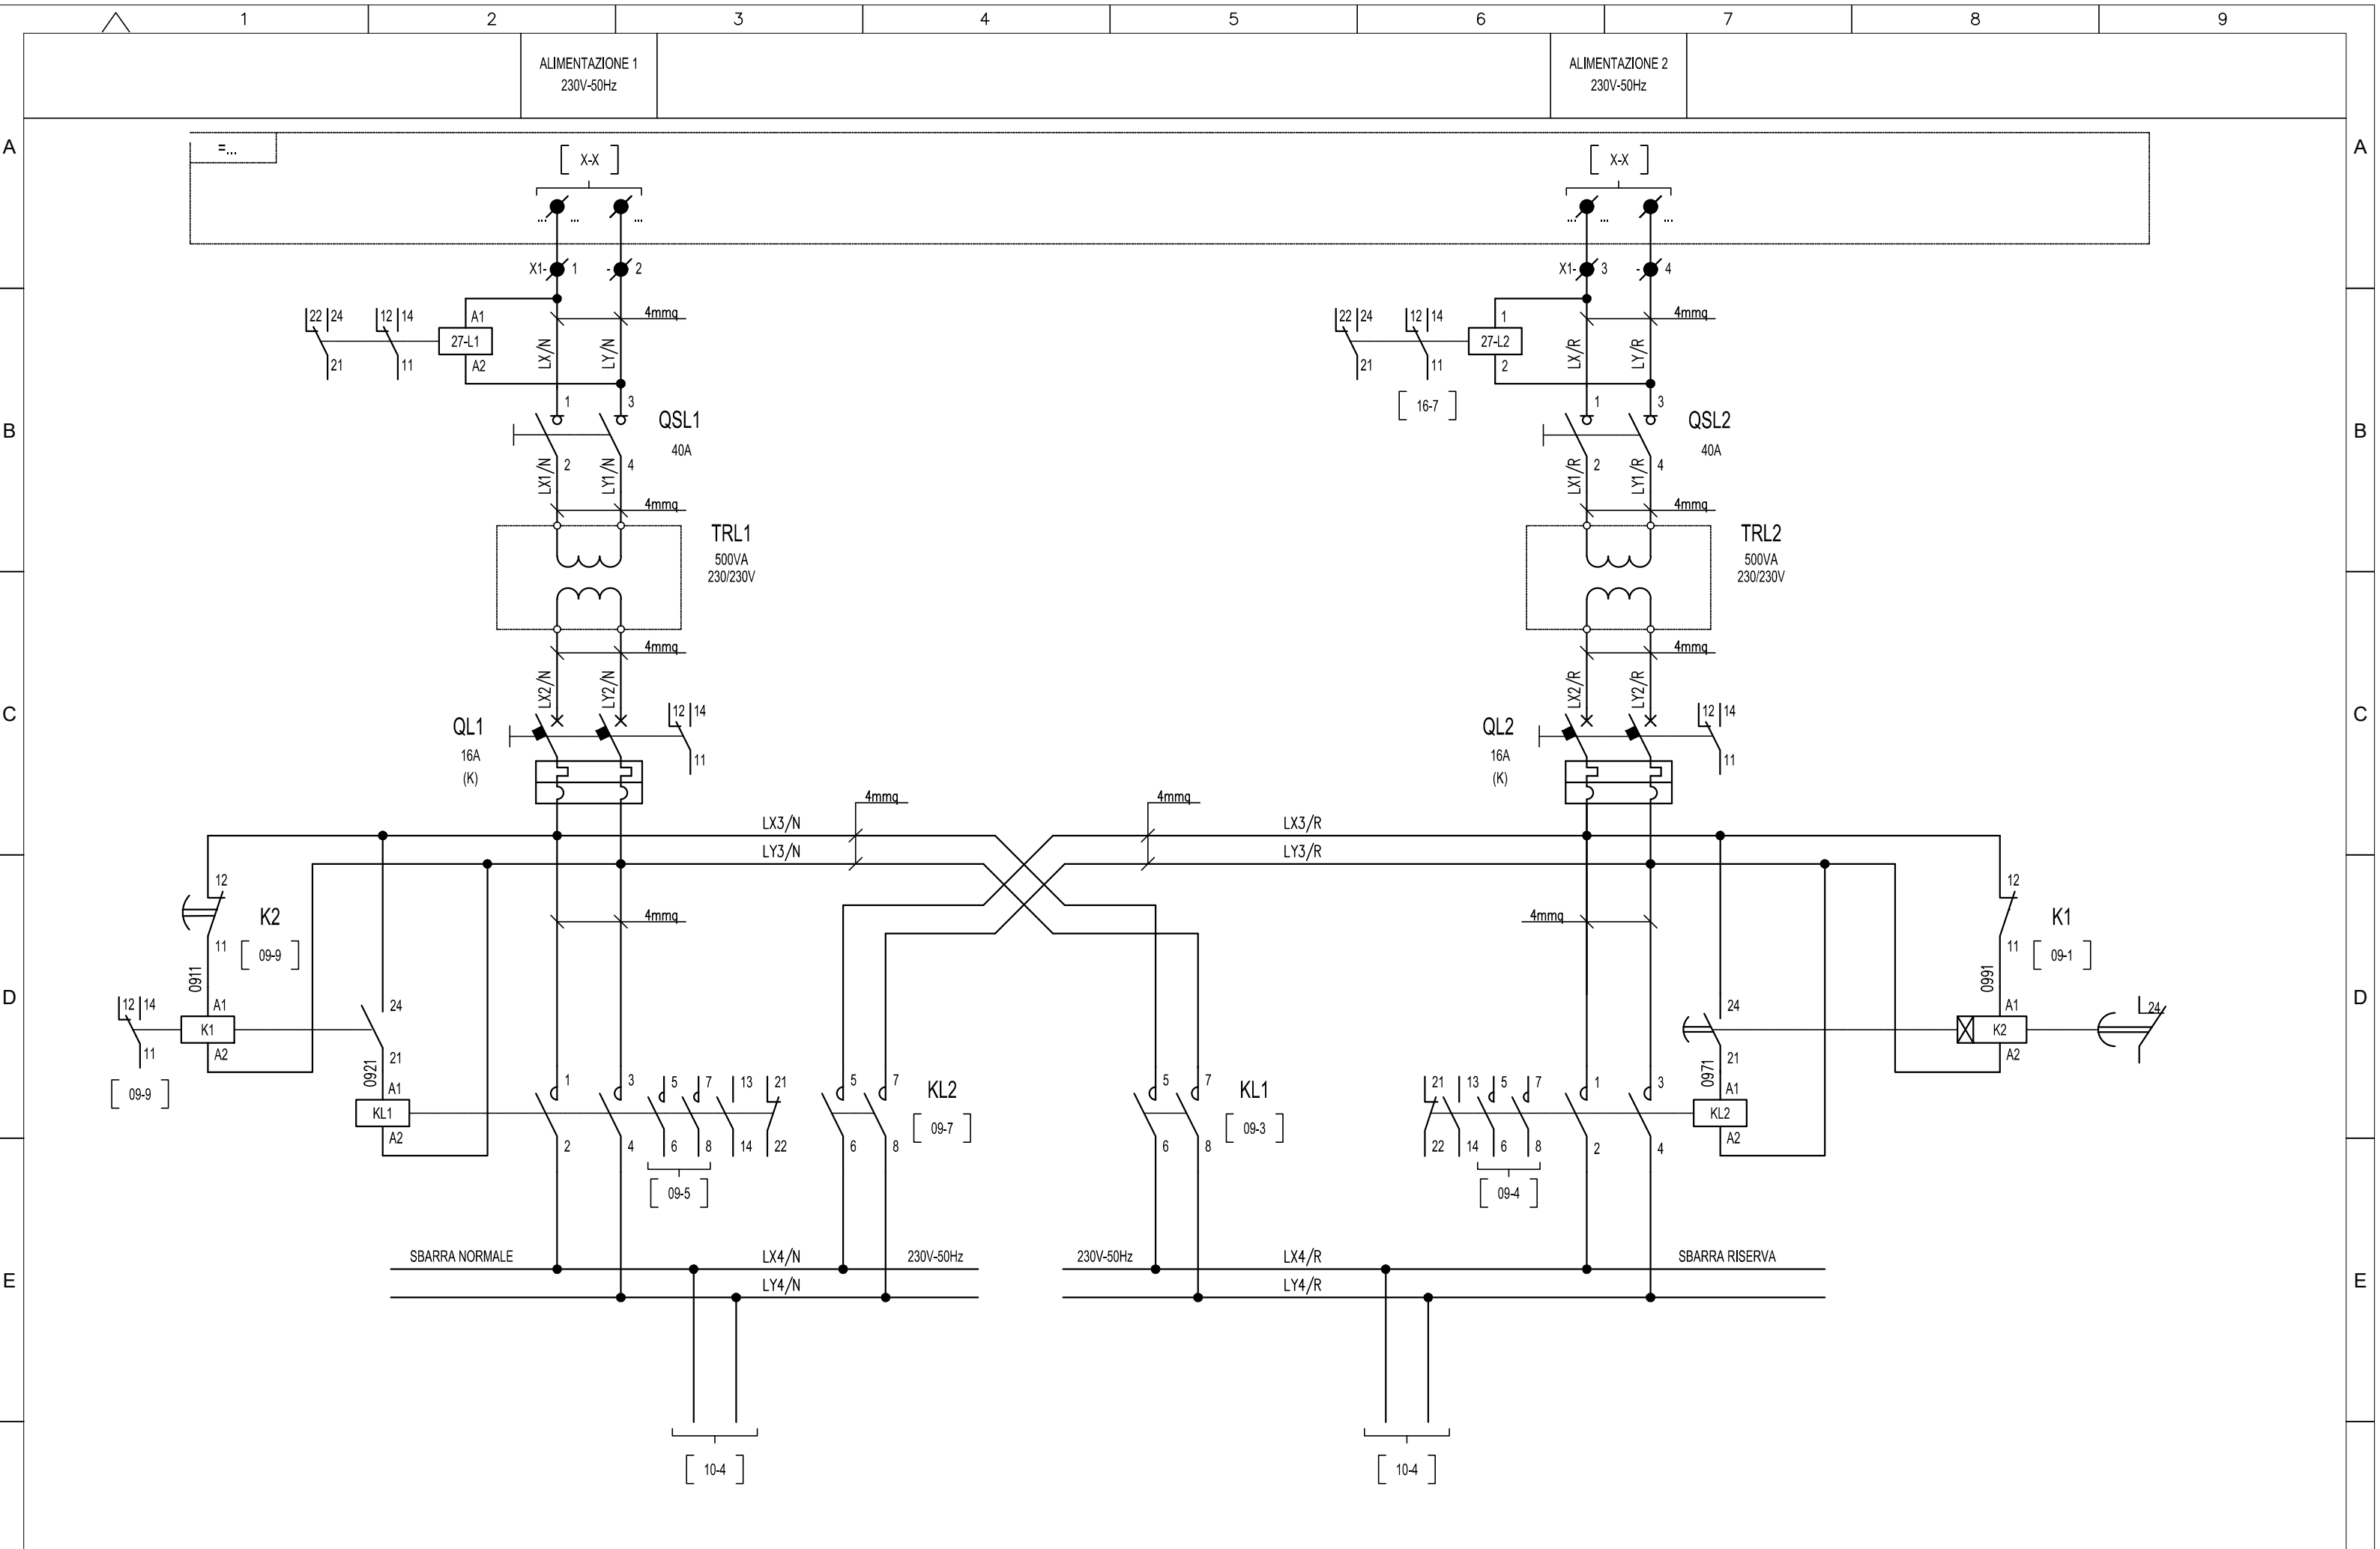 1 2 3 4 5 6 7 8 9
ALIMENTAZIONE 1
230V-50Hz
ALIMENTAZIONE 2
230V-50Hz
A
=...
X-X
X-X
A
... ... ...
... ... ...
X1- 1 - 2
X1- 3 - 4
22 24 12 14 A1 4mmq
27-L1 LX/N LY/N
21 11 A2
22 24 12 14 1 4mmq
27-L2 LX/R LY/R
21 11 2
16-7
B
1 3
QSL1
40A
2 4
LX1/N LY1/N
4mmq
1 3
QSL2
40A
2 4
LX1/R LY1/R
4mmq
B
TRL1
500VA
230/230V
TRL2
500VA
230/230V
4mmq
LX2/N LY2/N
4mmq
LX2/R LY2/R
C
QL1
16A
(K)
12 14
11
QL2
16A
(K)
12 14
11
C
4mmq
4mmq
LX3/N
LX3/R
LY3/N
LY3/R
12
K2
11
09-9
0911
4mmq
4mmq
12
K1
11
09-1
0991
D
12 14 A1
K1
11 A2
09-9
24
21
0921
A1
KL1
A2
24
21
0971
A1
KL2
A2
A1
K2
A2
24
D
1 3 5 7 13 21
2 4 6 8 14 22
09-5
5 7
KL2
09-7
6 8
5 7
KL1
09-3
6 8
21 13 5 7 1 3
22 14 6 8 2 4
09-4
E
SBARRA NORMALE LX4/N 230V-50Hz
LY4/N
230V-50Hz LX4/R SBARRA RISERVA
LY4/R
E
10-4
10-4